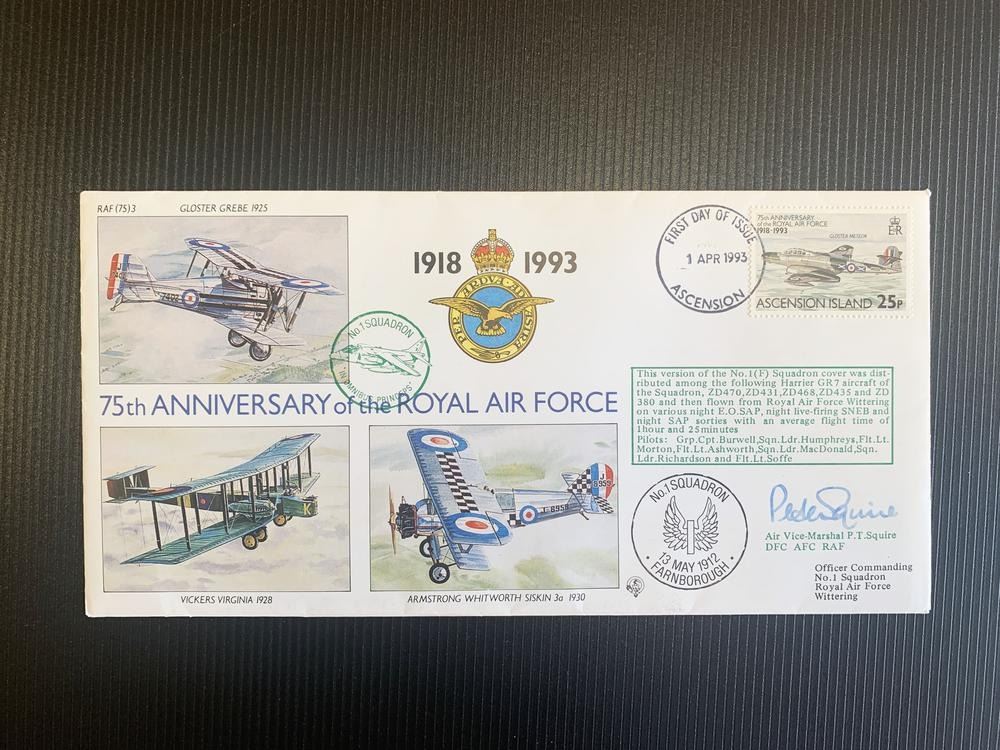 RAF (75) 3
GLOSTER GREBE 1925
1918 1993
PER ARDVA AD ASTRA
FIRST DAY OF ISSUE
1 APR 1993
ASCENSION
75th ANNIVERSARY
of the ROYAL AIR FORCE
1918-1993
GLOSTER METEOR
E R
ASCENSION ISLAND 25P
No.1 SQUADRON
'IN OMNIBUS PRINCEPS'
75th ANNIVERSARY of the ROYAL AIR FORCE
This version of the No.1(F) Squadron cover was dist-
ributed among the following Harrier GR7 aircraft of
the Squadron, ZD470,ZD431,ZD468,ZD435 and ZD
380 and then flown from Royal Air Force Wittering
on various night E.O.SAP, night live-firing SNEB and
night SAP sorties with an average flight time of
1hour and 25minutes
Pilots: Grp.Cpt.Burwell,Sqn.Ldr.Humphreys,Flt.Lt.
Morton,Flt.Lt.Ashworth,Sqn.Ldr.MacDonald,Sqn.
Ldr.Richardson and Flt.Lt.Soffe
K
J
8959
J-8959
VICKERS VIRGINIA 1928
ARMSTRONG WHITWORTH SISKIN 3a 1930
No.1 SQUADRON
1
13 MAY 1912
FARNBOROUGH
Peter Squire
Air Vice-Marshal P.T.Squire
DFC AFC RAF
Officer Commanding
No.1 Squadron
Royal Air Force
Wittering